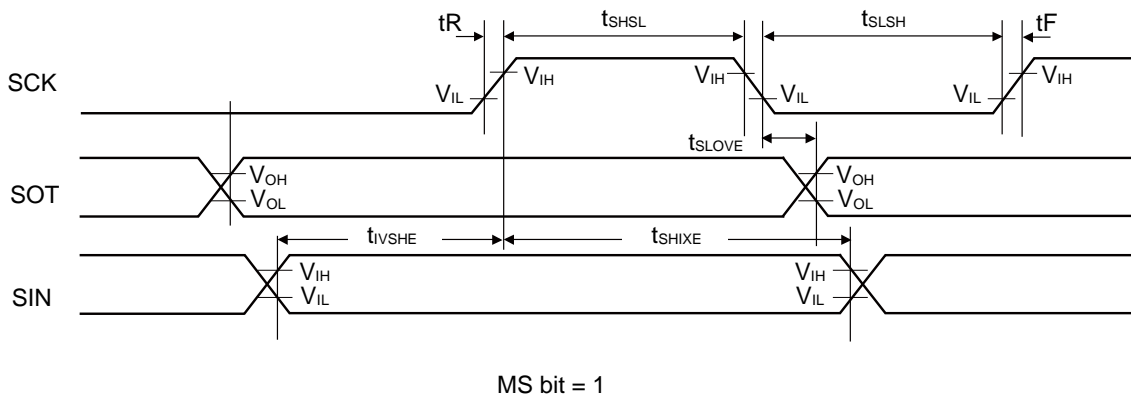 tR tSHSL tSLSH tF
SCK VIH VIH VIH
VIL VIL VIL
tSLOVE
SOT VOH VOH
VOL VOL
tIVSHE tSHIXE
SIN VIH VIH
VIL VIL
MS bit = 1